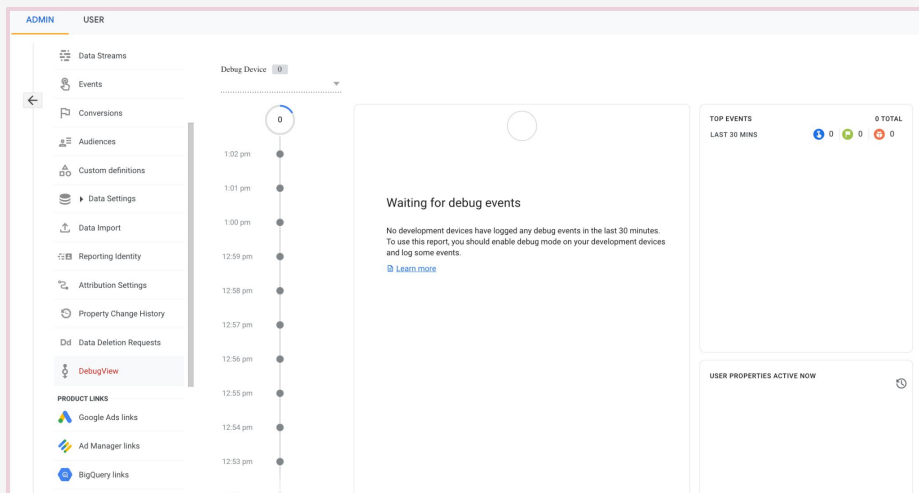 ADMIN USER
Data Streams
Events
Conversions
Audiences
Custom definitions
Data Settings
Data Import
Reporting Identity
Attribution Settings
Property Change History
Dd Data Deletion Requests
DebugView
PRODUCT LINKS
Google Ads links
Ad Manager links
BigQuery links
Debug Device 0
0
1:02 pm
1:01 pm
1:00 pm
12:59 pm
12:58 pm
12:57 pm
12:56 pm
12:55 pm
12:54 pm
12:53 pm
Waiting for debug events
No development devices have logged any debug events in the last 30 minutes.
To use this report, you should enable debug mode on your development devices
and log some events.
Learn more
TOP EVENTS 0 TOTAL
LAST 30 MINS 0 0 0
USER PROPERTIES ACTIVE NOW